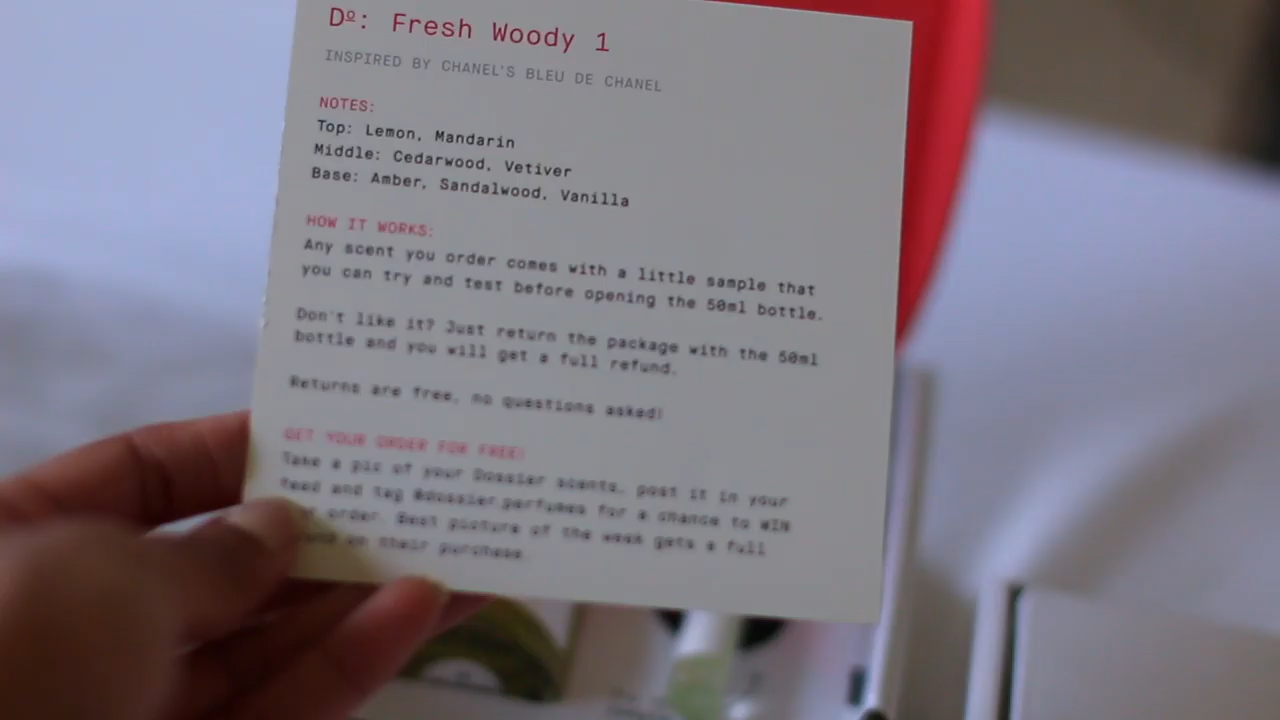 Dº: Fresh Woody 1
INSPIRED BY CHANEL'S BLEU DE CHANEL
NOTES:
Top: Lemon, Mandarin
Middle: Cedarwood, Vetiver
Base: Amber, Sandalwood, Vanilla
HOW IT WORKS:
Any scent you order comes with a little sample that
you can try and test before opening the 50ml bottle.
Don't like it? Just return the package with the 50ml
bottle and you will get a full refund.
Returns are free, no questions asked!
GET YOUR ORDER FOR FREE!
Take a pic of your Dossier scents, post it in your
feed and tag @dossier.perfumes for a chance to WIN
order. Best picture of the week gets a full
on their purchase.